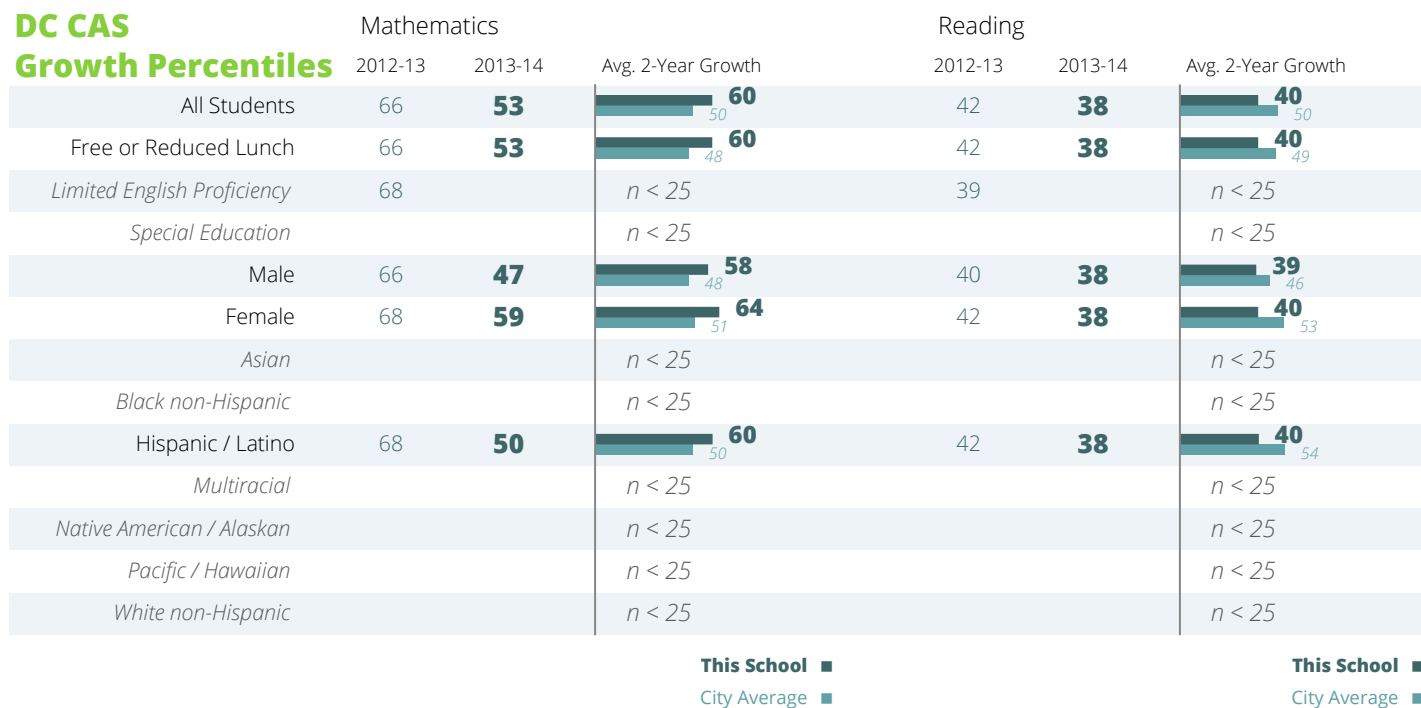 DC CAS
Growth Percentiles
Mathematics
Reading
2012-13 2013-14 Avg. 2-Year Growth 2012-13 2013-14 Avg. 2-Year Growth
All Students 66 53 60 50 42 38 40 50
Free or Reduced Lunch 66 53 60 48 42 38 40 49
Limited English Proficiency 68 n < 25 39 n < 25
Special Education n < 25 n < 25
Male 66 47 58 48 40 38 39 46
Female 68 59 64 51 42 38 40 53
Asian n < 25 n < 25
Black non-Hispanic n < 25 n < 25
Hispanic / Latino 68 50 60 50 42 38 40 54
Multiracial n < 25 n < 25
Native American / Alaskan n < 25 n < 25
Pacific / Hawaiian n < 25 n < 25
White non-Hispanic n < 25 n < 25
This School This School
City Average City Average